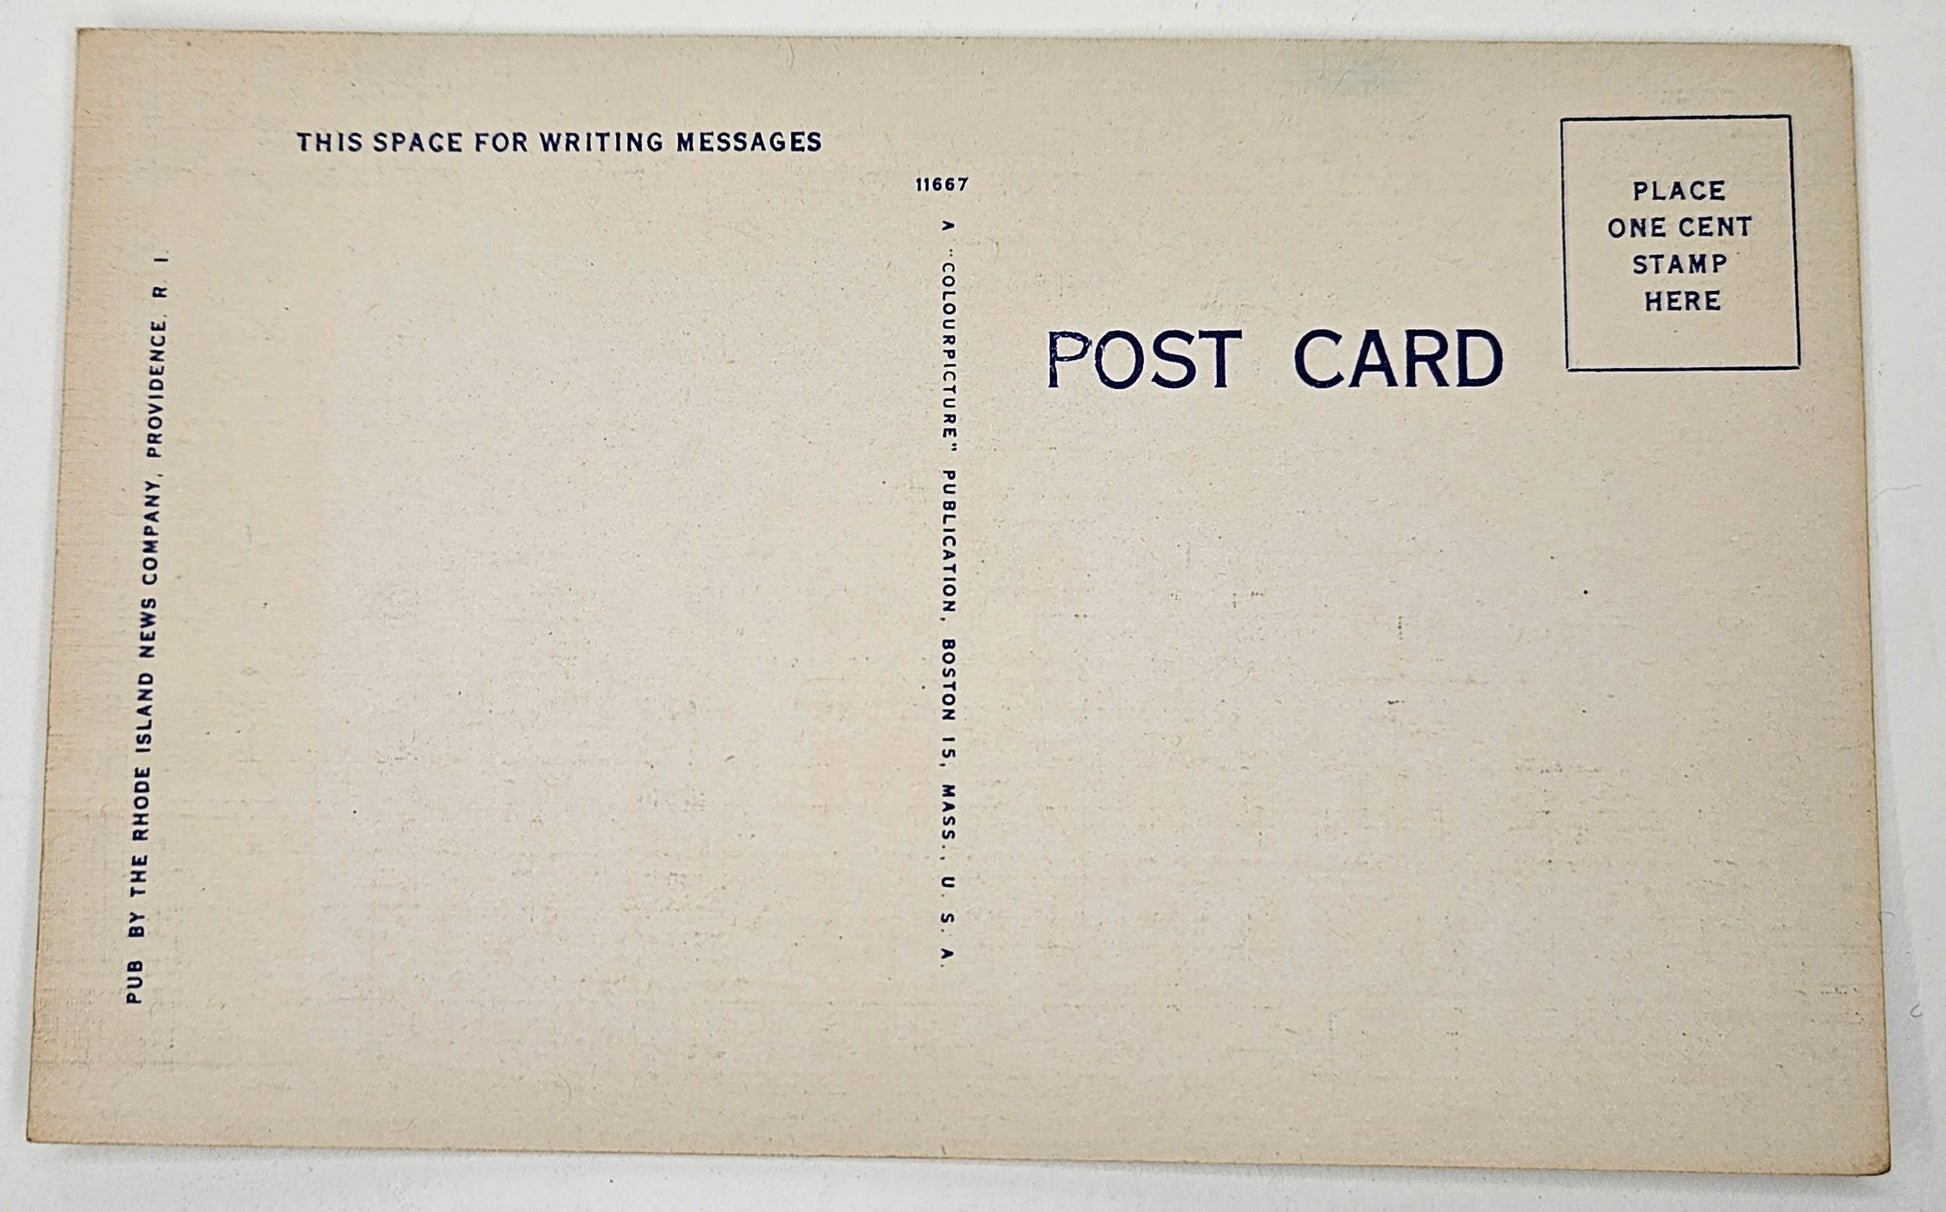 THIS SPACE FOR WRITING MESSAGES
PUB BY THE RHODE ISLAND NEWS COMPANY, PROVIDENCE, R. I.
11667
A "COLOURPICTURE" PUBLICATION, BOSTON 15, MASS., U. S. A.
POST CARD
PLACE
ONE CENT
STAMP
HERE